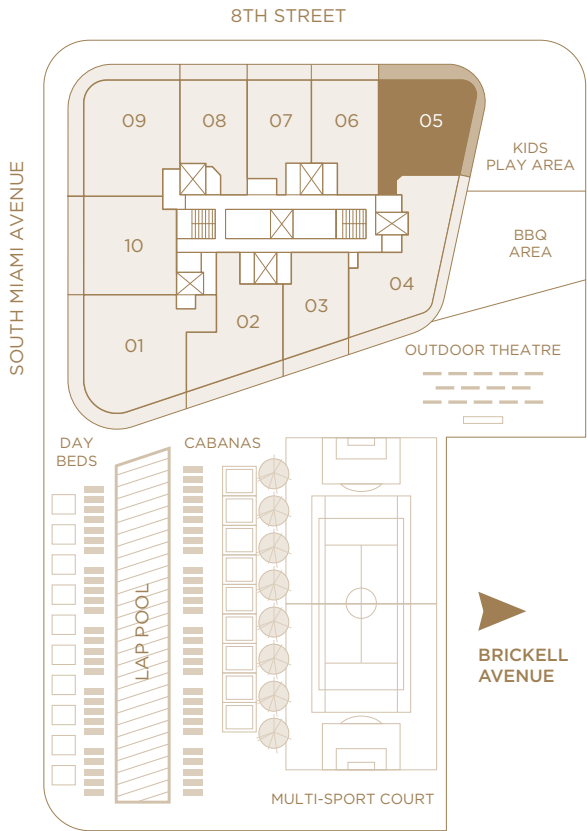 8TH STREET
SOUTH MIAMI AVENUE
09
08
07
06
05
KIDS
PLAY AREA
10
BBQ
AREA
04
01
02
03
OUTDOOR THEATRE
DAY
BEDS
CABANAS
LAP POOL
BRICKELL
AVENUE
MULTI-SPORT COURT